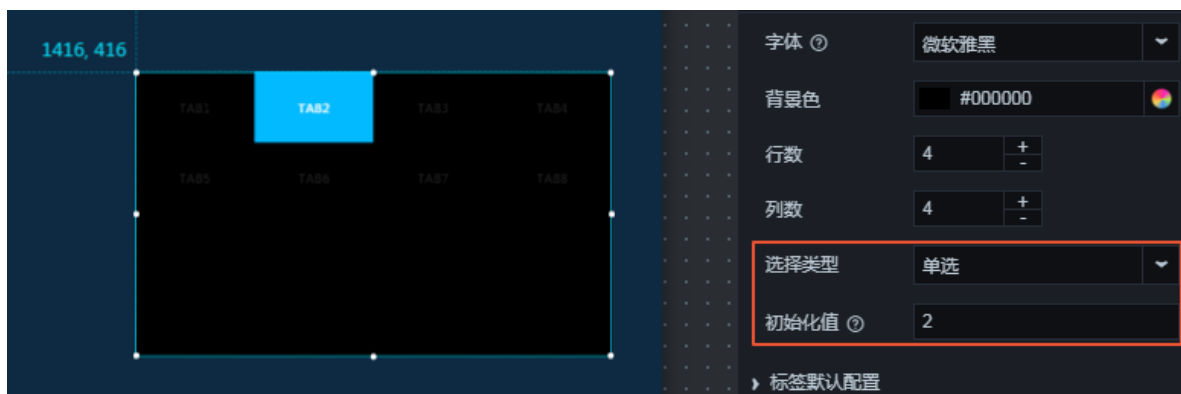 1416, 416
TAB1 TAB2 TAB3 TAB4
TAB5 TAB6 TAB7 TAB8
字体 ?
微软雅黑
背景色
#000000
行数
4
+
-
列数
4
+
-
选择类型
单选
初始化值 ?
2
标签默认配置